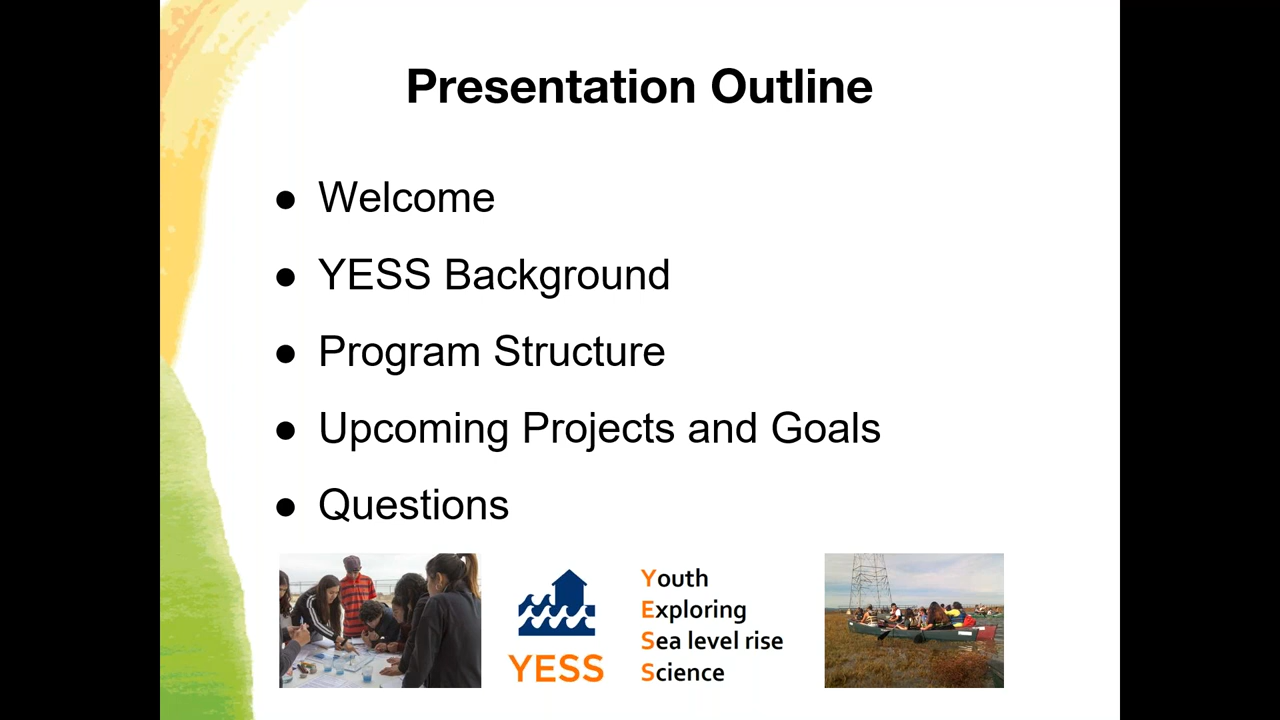 Presentation Outline
● Welcome
● YESS Background
● Program Structure
● Upcoming Projects and Goals
● Questions
YESS
Youth
Exploring
Sea level rise
Science